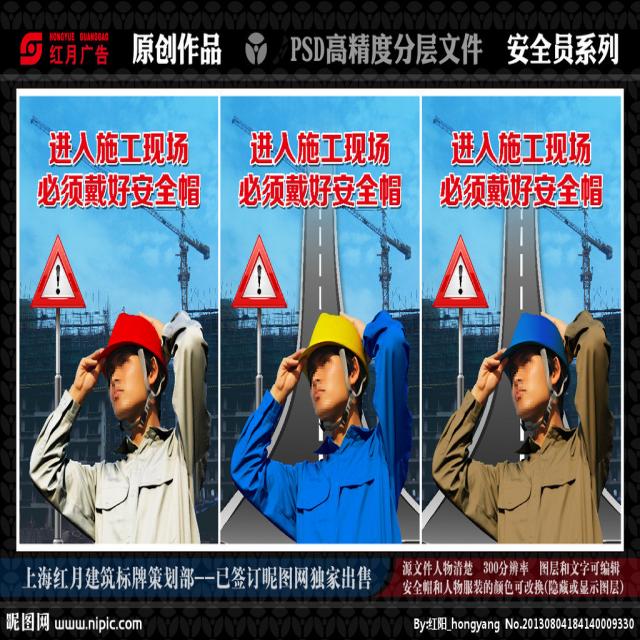 HONGYUE GUANGGAO
红月广告
原创作品
PSD高精度分层文件
安全员系列
进入施工现场
必须戴好安全帽
进入施工现场
必须戴好安全帽
进入施工现场
必须戴好安全帽
上海红月建筑标牌策划部--已签订昵图网独家出售
源文件人物清楚 300分辨率 图层和文字可编辑
安全帽和人物服装的颜色可改换(隐藏或显示图层)
昵图网 www.nipic.com
By:红阳_hongyang No.20130804184140009330